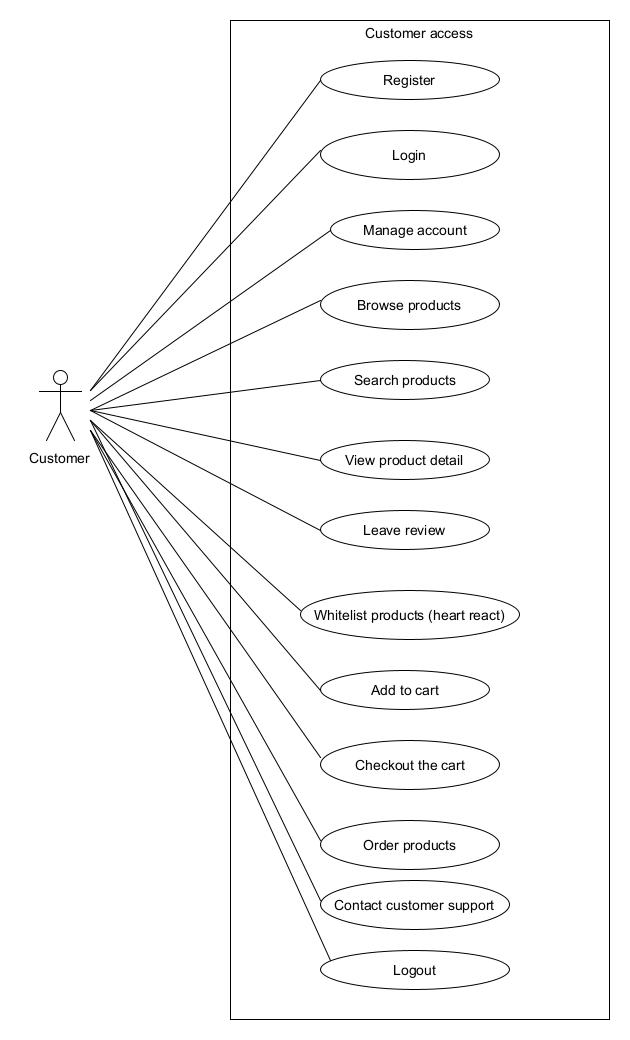 Customer access
Register
Login
Manage account
Browse products
Search products
Customer
View product detail
Leave review
Whitelist products (heart react)
Add to cart
Checkout the cart
Order products
Contact customer support
Logout